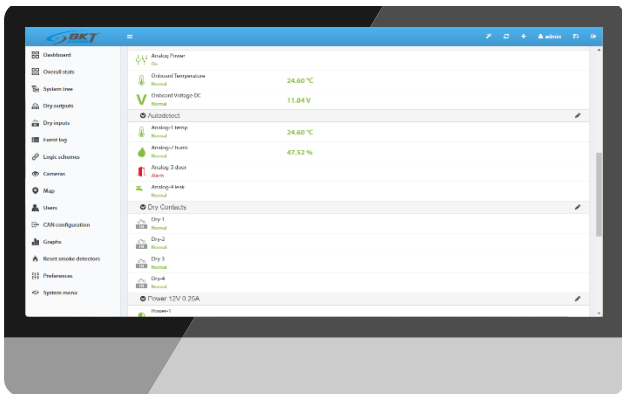 BKT
admin
Dashboard
Overall stats
System tree
Dry outputs
Dry inputs
Event log
Logic schemes
Cameras
Map
Users
CAN configuration
Graphs
Reset smoke detectors
Preferences
System menu
Analog Power
On
Onboard Temperature
Normal
24.60 °C
Onboard Voltage DC
Normal
11.84 V
Autodetect
Analog-1 temp
Normal
24.60 °C
Analog-2 hum
Normal
47.52 %
Analog-3 door
Alarm
Analog-4 leak
Normal
Dry Contacts
Dry-1
Normal
Dry-2
Normal
Dry-3
Normal
Dry-4
Normal
Power 12V 0.25A
Power-1